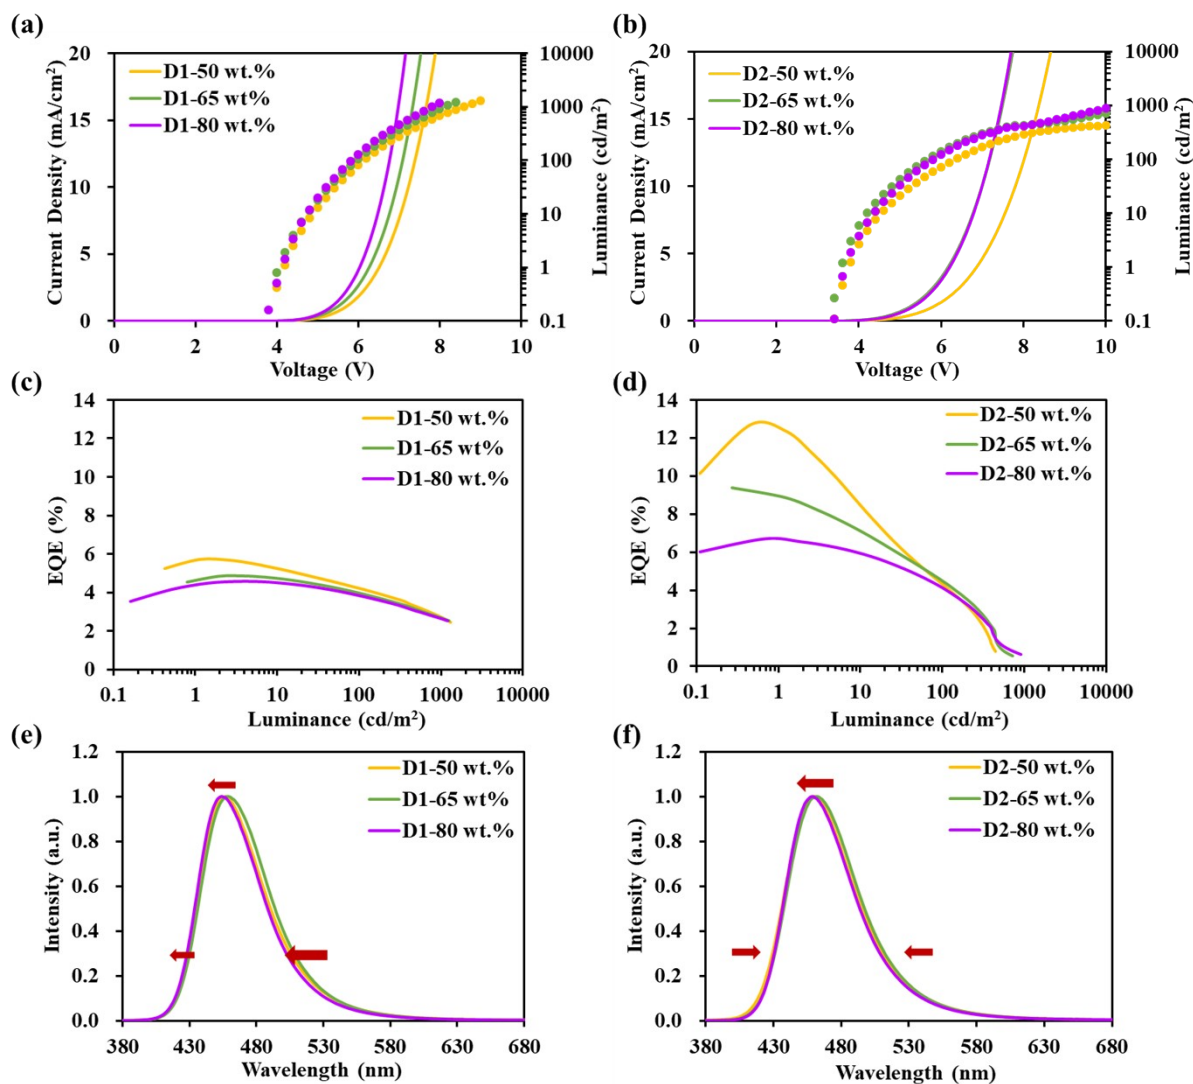 (a)
20
15
10
5
0
Current Density (mA/cm²)
D1-50 wt.%
D1-65 wt%
D1-80 wt.%
10000
1000
100
10
1
0.1
Luminance (cd/m²)
0 2 4 6 8 10
Voltage (V)
(b)
20
15
10
5
0
Current Density (mA/cm²)
D2-50 wt.%
D2-65 wt.%
D2-80 wt.%
10000
1000
100
10
1
0.1
Luminance (cd/m²)
0 2 4 6 8 10
Voltage (V)
(c)
14
12
10
8
6
4
2
0
EQE (%)
D1-50 wt.%
D1-65 wt%
D1-80 wt.%
0.1 1 10 100 1000 10000
Luminance (cd/m²)
(d)
14
12
10
8
6
4
2
0
EQE (%)
D2-50 wt.%
D2-65 wt.%
D2-80 wt.%
0.1 1 10 100 1000 10000
Luminance (cd/m²)
(e)
1.2
1.0
0.8
0.6
0.4
0.2
0.0
Intensity (a.u.)
D1-50 wt.%
D1-65 wt%
D1-80 wt.%
380 430 480 530 580 630 680
Wavelength (nm)
(f)
1.2
1.0
0.8
0.6
0.4
0.2
0.0
Intensity (a.u.)
D2-50 wt.%
D2-65 wt.%
D2-80 wt.%
380 430 480 530 580 630 680
Wavelength (nm)